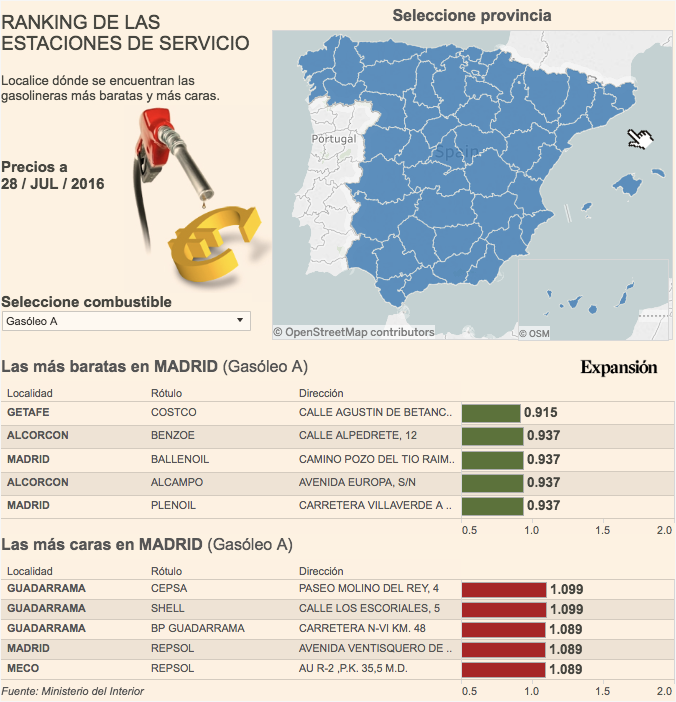 RANKING DE LAS
ESTACIONES DE SERVICIO
Localice dónde se encuentran las
gasolineras más baratas y más caras.
Precios a
28 / JUL / 2016
Seleccione combustible
Gasóleo A
Seleccione provincia
Portugal
Spain
© OpenStreetMap contributors
© OSM
Las más baratas en MADRID (Gasóleo A)
Expansión
Localidad Rótulo Dirección
GETAFE COSTCO CALLE AGUSTIN DE BETANC.. 0.915
ALCORCON BENZOE CALLE ALPEDRETE, 12 0.937
MADRID BALLENOIL CAMINO POZO DEL TIO RAIM.. 0.937
ALCORCON ALCAMPO AVENIDA EUROPA, S/N 0.937
MADRID PLENOIL CARRETERA VILLAVERDE A .. 0.937
0.5 1.0 1.5 2.0
Las más caras en MADRID (Gasóleo A)
Localidad Rótulo Dirección
GUADARRAMA CEPSA PASEO MOLINO DEL REY, 4 1.099
GUADARRAMA SHELL CALLE LOS ESCORIALES, 5 1.099
GUADARRAMA BP GUADARRAMA CARRETERA N-VI KM. 48 1.089
MADRID REPSOL AVENIDA VENTISQUERO DE .. 1.089
MECO REPSOL AU R-2 ,P.K. 35,5 M.D. 1.089
Fuente: Ministerio del Interior 0.5 1.0 1.5 2.0